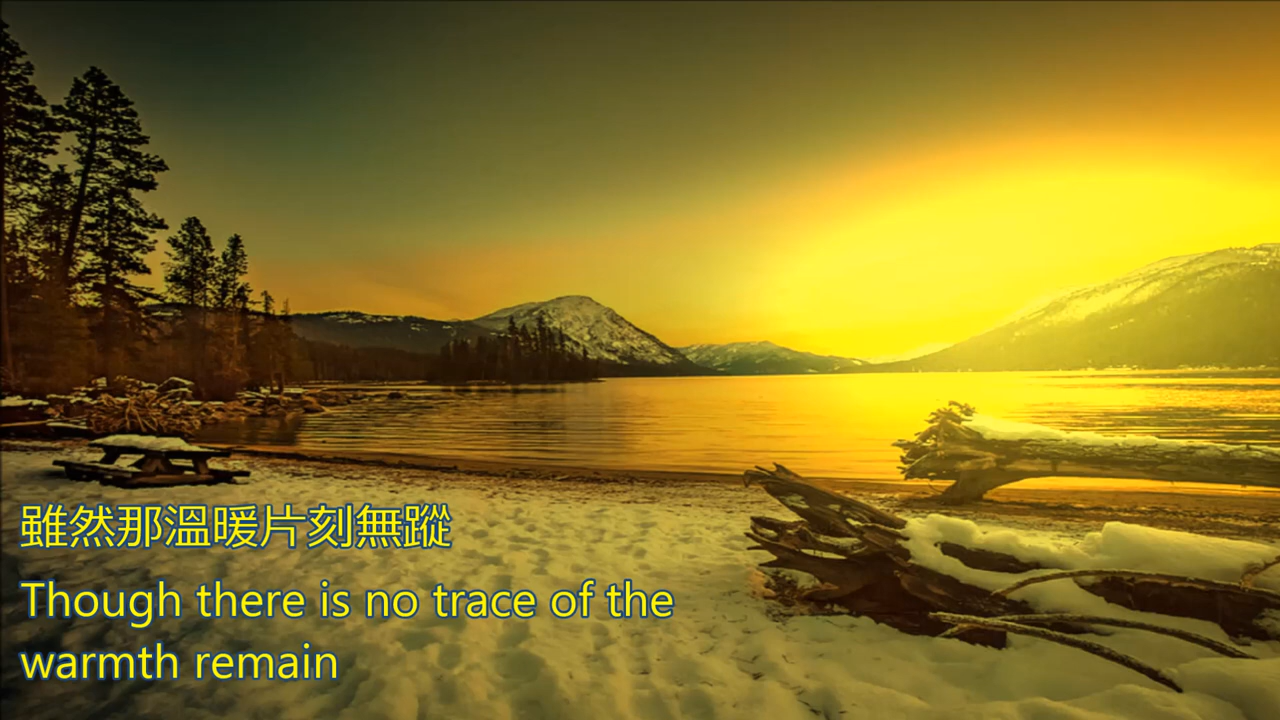 雖然那溫暖片刻無蹤
Though there is no trace of the
warmth remain